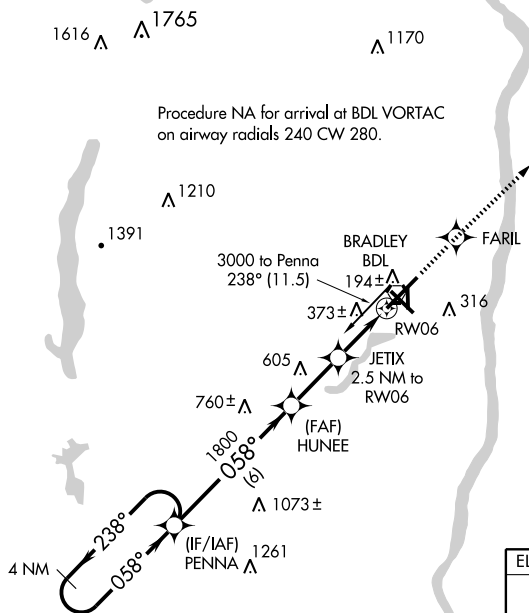 1616
1765
1170
Procedure NA for arrival at BDL VORTAC
on airway radials 240 CW 280.
1210
1391
FARIL
BRADLEY
BDL
3000 to Penna
238° (11.5)
194±
373±
316
RW06
JETIX
2.5 NM to
RW06
605
760±
(FAF)
HUNEE
1800
058°
(6)
1073±
238°
058°
4 NM
(IF/IAF)
PENNA
1261